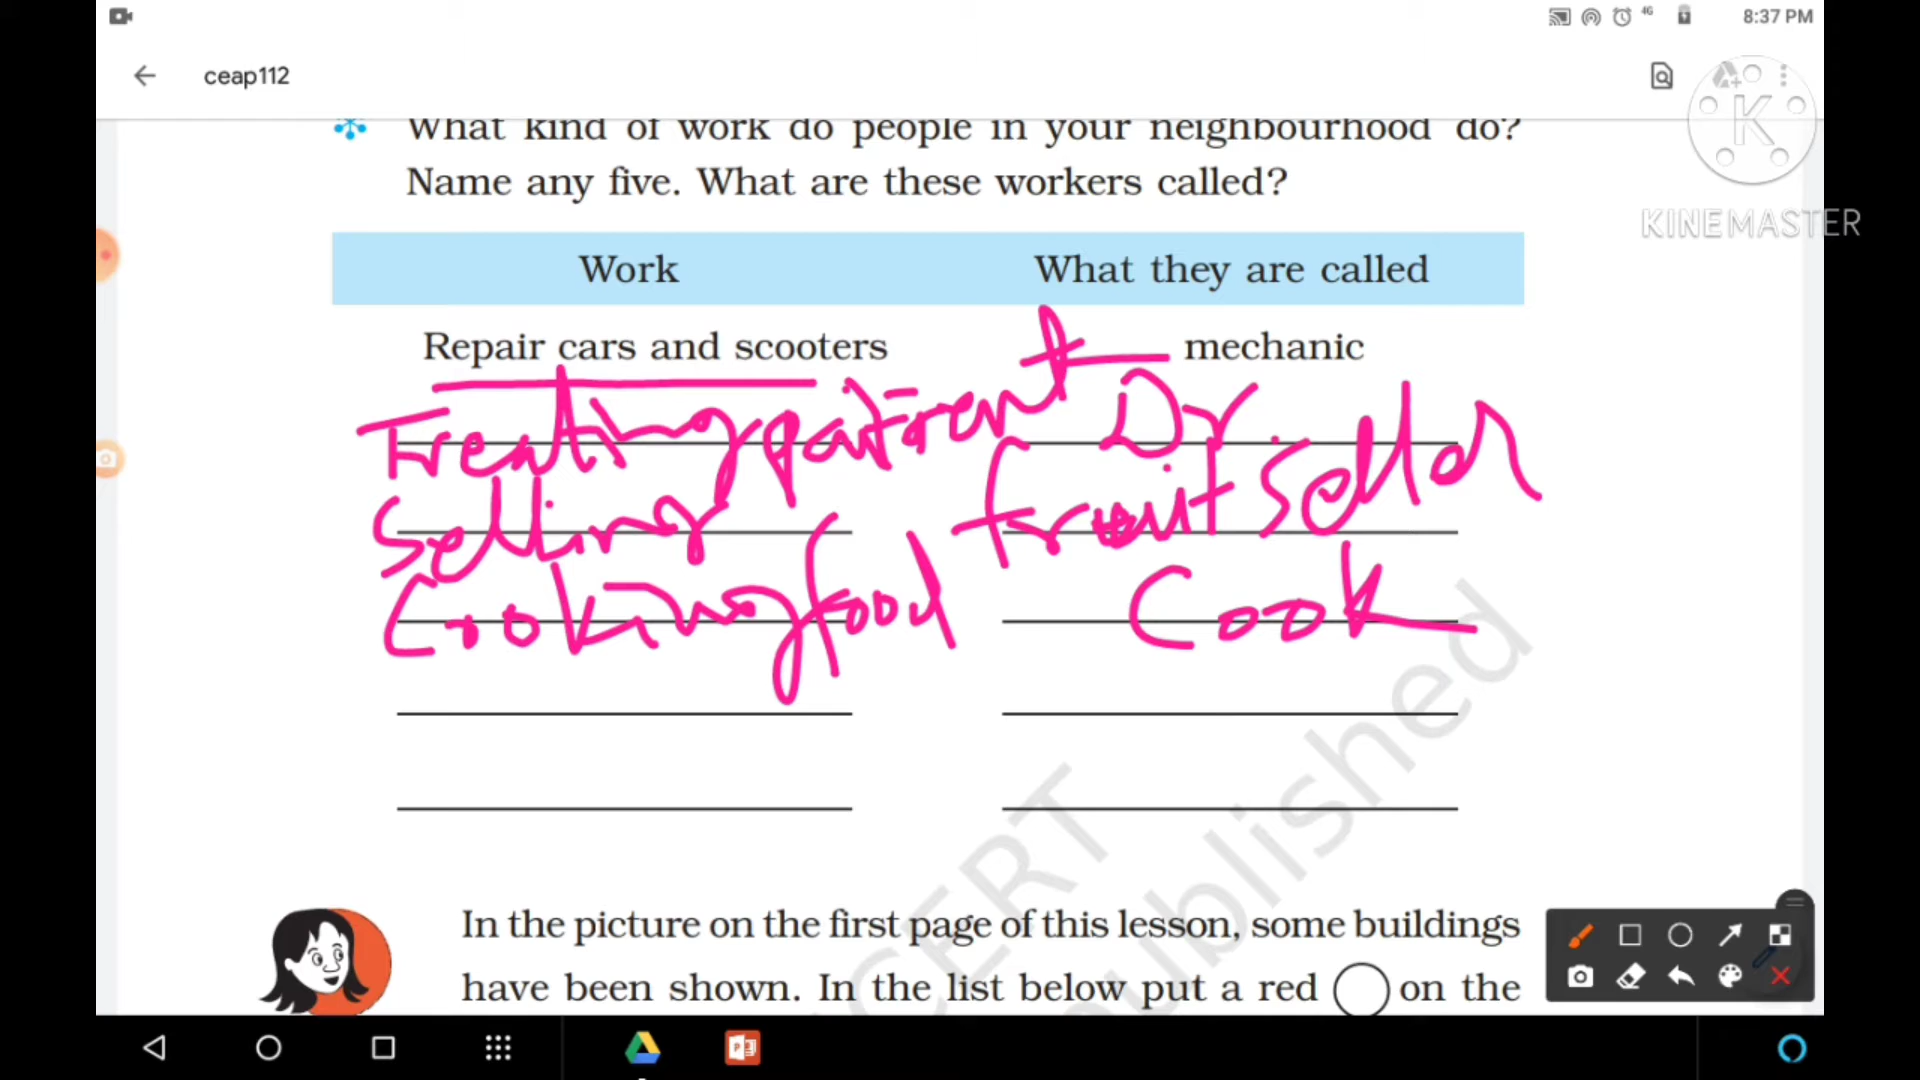 8:37 PM
4G
ceap112
What kind of work do people in your neighbourhood do?
Name any five. What are these workers called?
KINEMASTER
Work What they are called
Repair cars and scooters mechanic
Treating patient Dr
Selling fruit Seller
Cooking food Cook
In the picture on the first page of this lesson, some buildings
have been shown. In the list below put a red on the